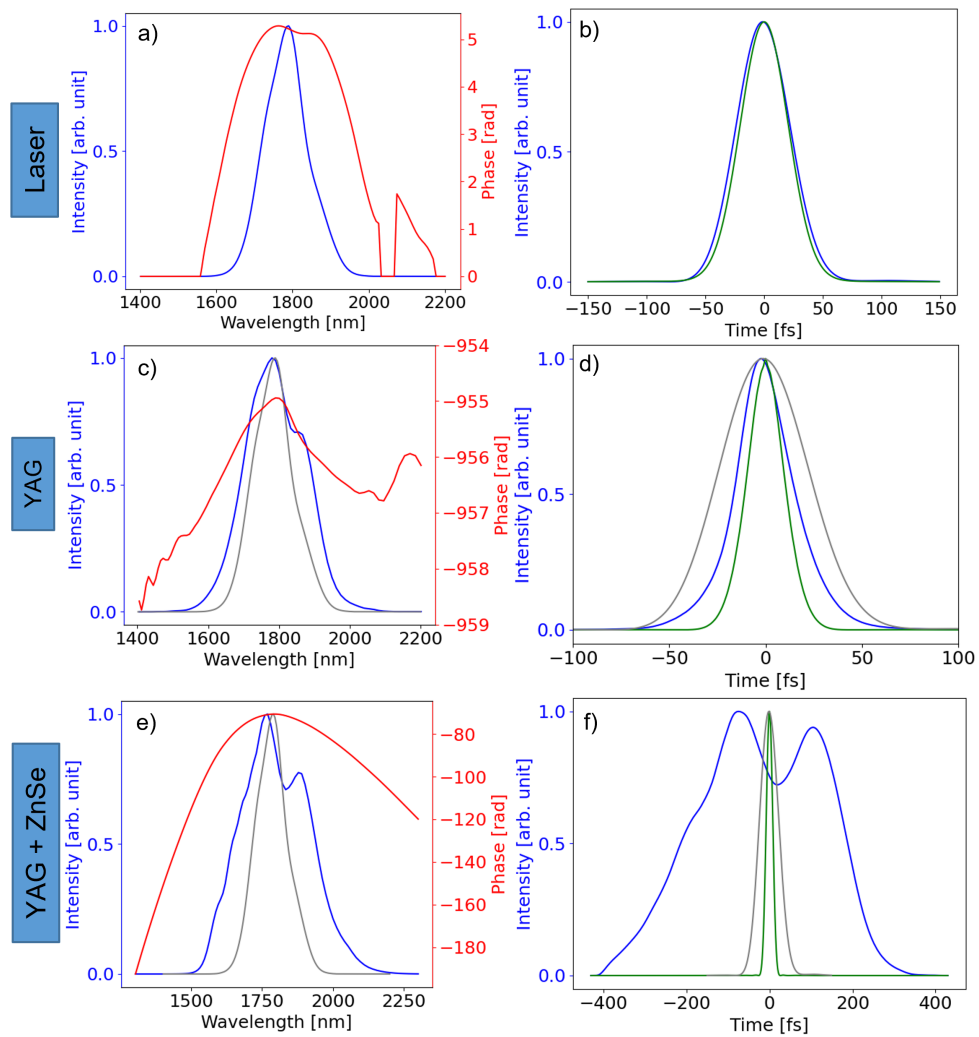 Laser
a)
Intensity [arb. unit]
1.0
0.5
0.0
1400 1600 1800 2000 2200
Wavelength [nm]
5
4
3
2
1
0
Phase [rad]
b)
Intensity [arb. unit]
1.0
0.5
0.0
−150 −100 −50 0 50 100 150
Time [fs]
YAG
c)
Intensity [arb. unit]
1.0
0.5
0.0
1400 1600 1800 2000 2200
Wavelength [nm]
−954
−955
−956
−957
−958
−959
Phase [rad]
d)
Intensity [arb. unit]
1.0
0.5
0.0
−100 −50 0 50 100
Time [fs]
YAG + ZnSe
e)
Intensity [arb. unit]
1.0
0.5
0.0
1500 1750 2000 2250
Wavelength [nm]
−80
−100
−120
−140
−160
−180
Phase [rad]
f)
Intensity [arb. unit]
1.0
0.5
0.0
−400 −200 0 200 400
Time [fs]